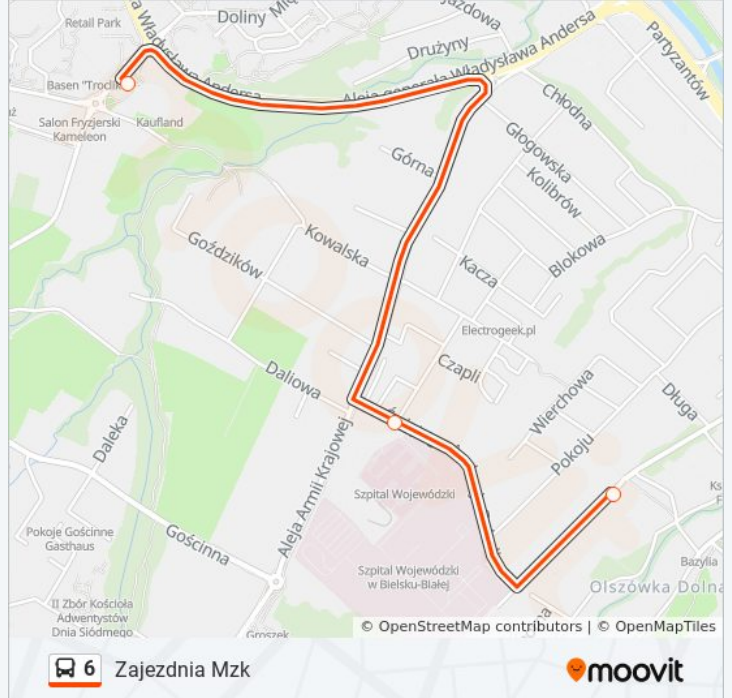 Retail Park
Doliny
Drużyny
Władysława Andersa
Aleja generała Władysława Andersa
Partyzantów
Basen "Troclik
Salon Fryzjerski
Kameleon
Kaufland
Chłodna
Głogowska
Górna
Kolibrów
Goździków
Kowalska
Kacza
Blokowa
Electrogeek.pl
Czapli
Daliowa
Wierchowa
Długa
Daleka
Aleja Armii Krajowej
Pokoju
Szpital Wojewódzki
Gościnna
Pokoje Gościnne
Gasthaus
Szpital Wojewódzki
w Bielsku-Białej
Bazylia
Olszówka Dolna
II Zbór Kościoła
Adwentystów
Dnia Siódmego
Groszek
© OpenStreetMap contributors | © OpenMapTiles
6 Zajezdnia Mzk
moovit